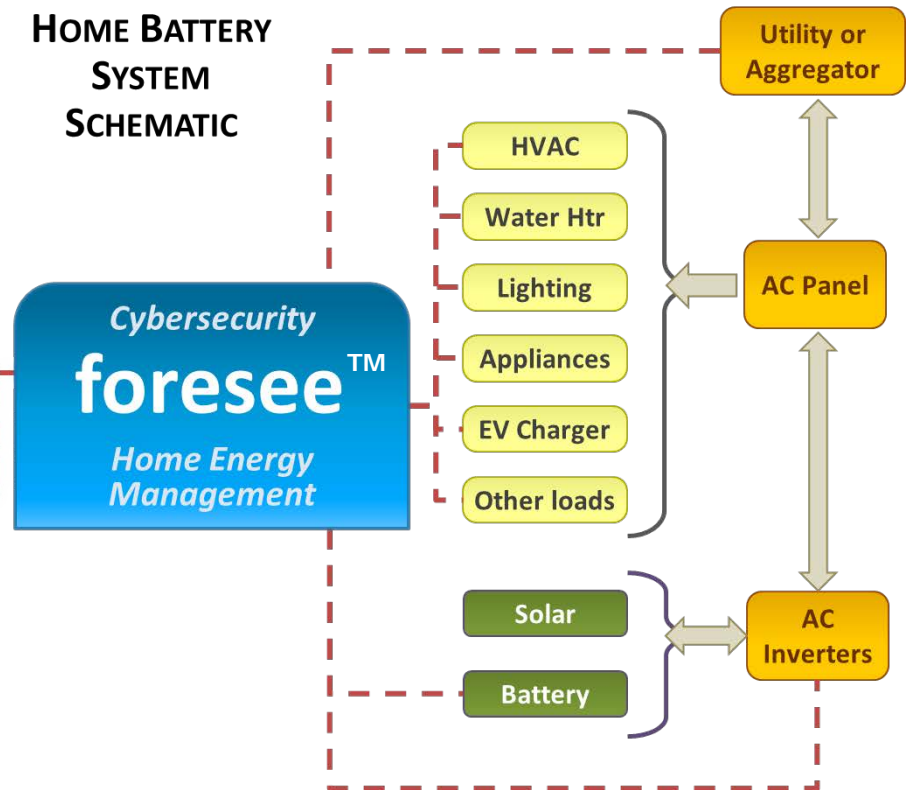 HOME BATTERY
SYSTEM
SCHEMATIC
Utility or
Aggregator
HVAC
Water Htr
Lighting
Appliances
EV Charger
Other loads
AC Panel
Cybersecurity
foresee™
Home Energy
Management
Solar
Battery
AC
Inverters